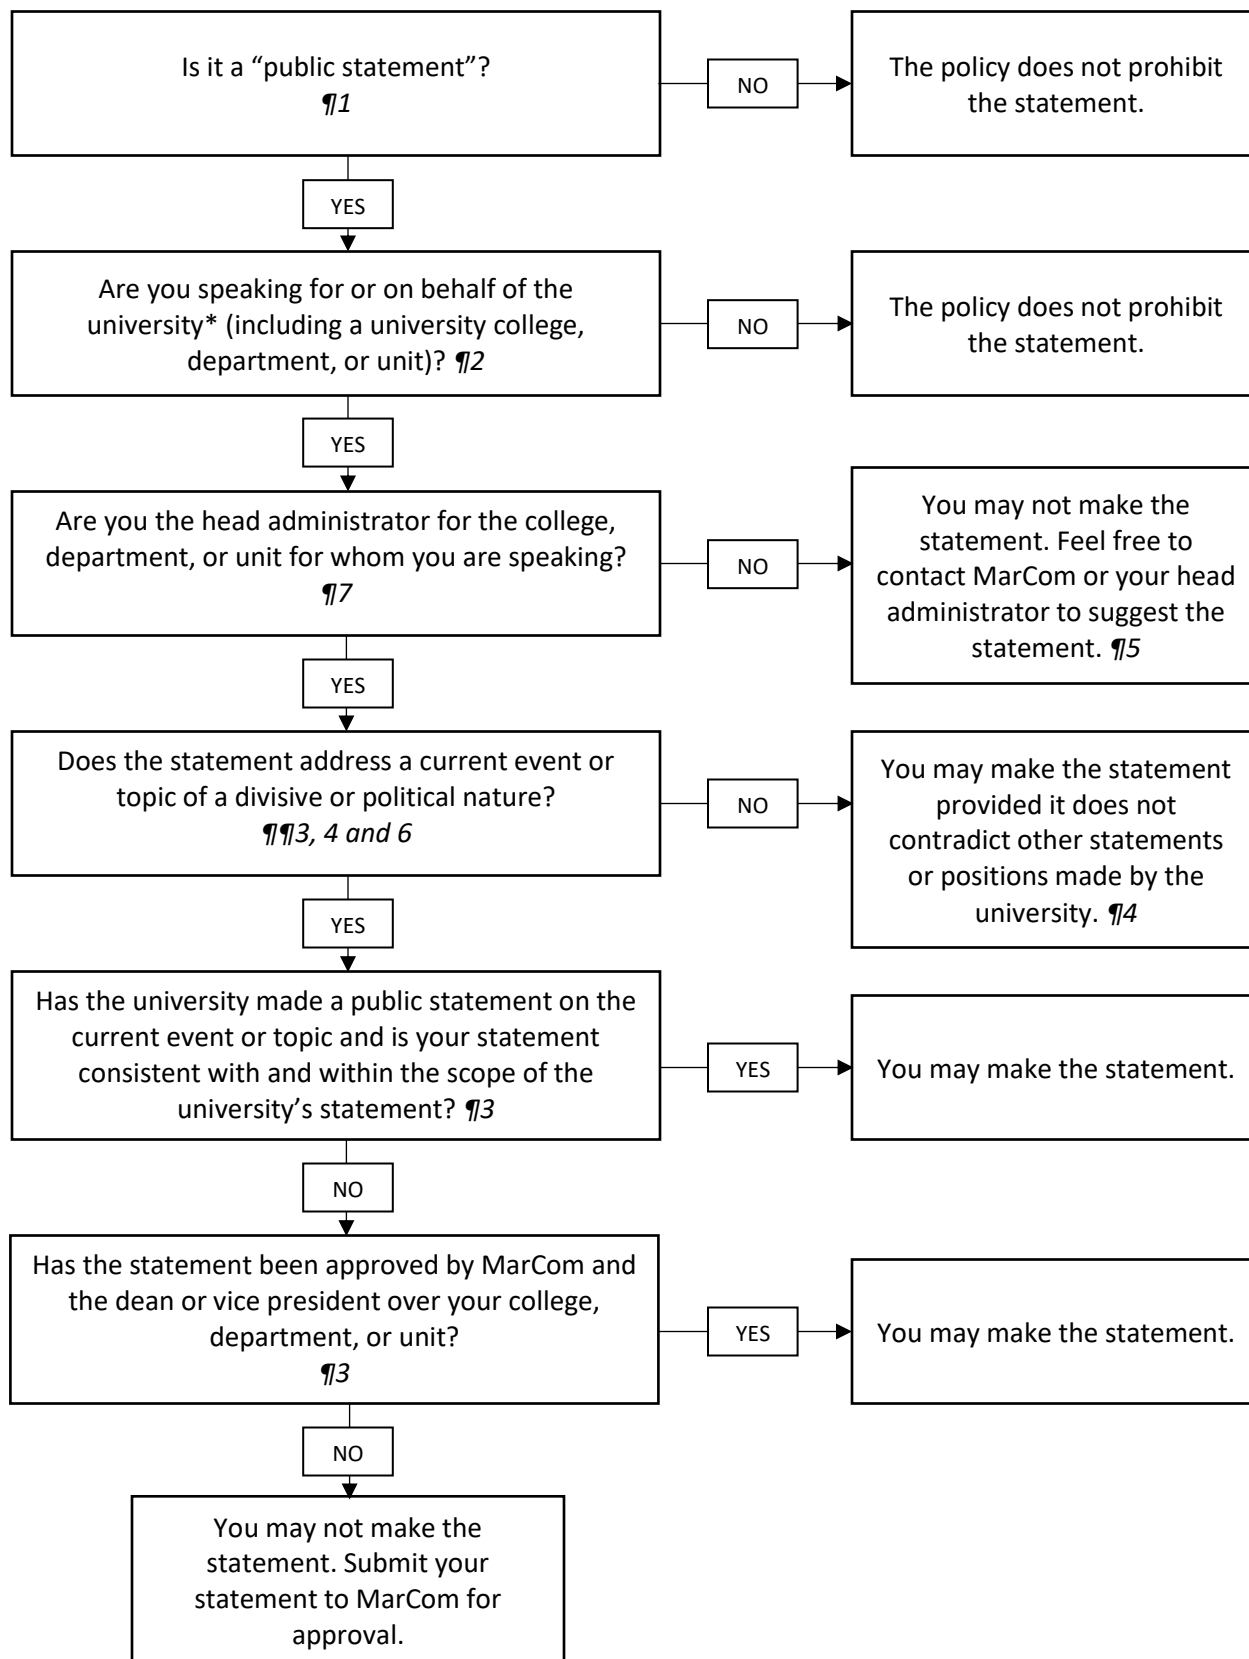 Is it a “public statement”?
¶1
NO
The policy does not prohibit
the statement.
YES
Are you speaking for or on behalf of the
university* (including a university college,
department, or unit)? ¶2
NO
The policy does not prohibit
the statement.
YES
Are you the head administrator for the college,
department, or unit for whom you are speaking?
¶7
NO
You may not make the
statement. Feel free to
contact MarCom or your head
administrator to suggest the
statement. ¶5
YES
Does the statement address a current event or
topic of a divisive or political nature?
¶¶3, 4 and 6
NO
You may make the statement
provided it does not
contradict other statements
or positions made by the
university. ¶4
YES
Has the university made a public statement on the
current event or topic and is your statement
consistent with and within the scope of the
university’s statement? ¶3
YES
You may make the statement.
NO
Has the statement been approved by MarCom and
the dean or vice president over your college,
department, or unit?
¶3
YES
You may make the statement.
NO
You may not make the
statement. Submit your
statement to MarCom for
approval.